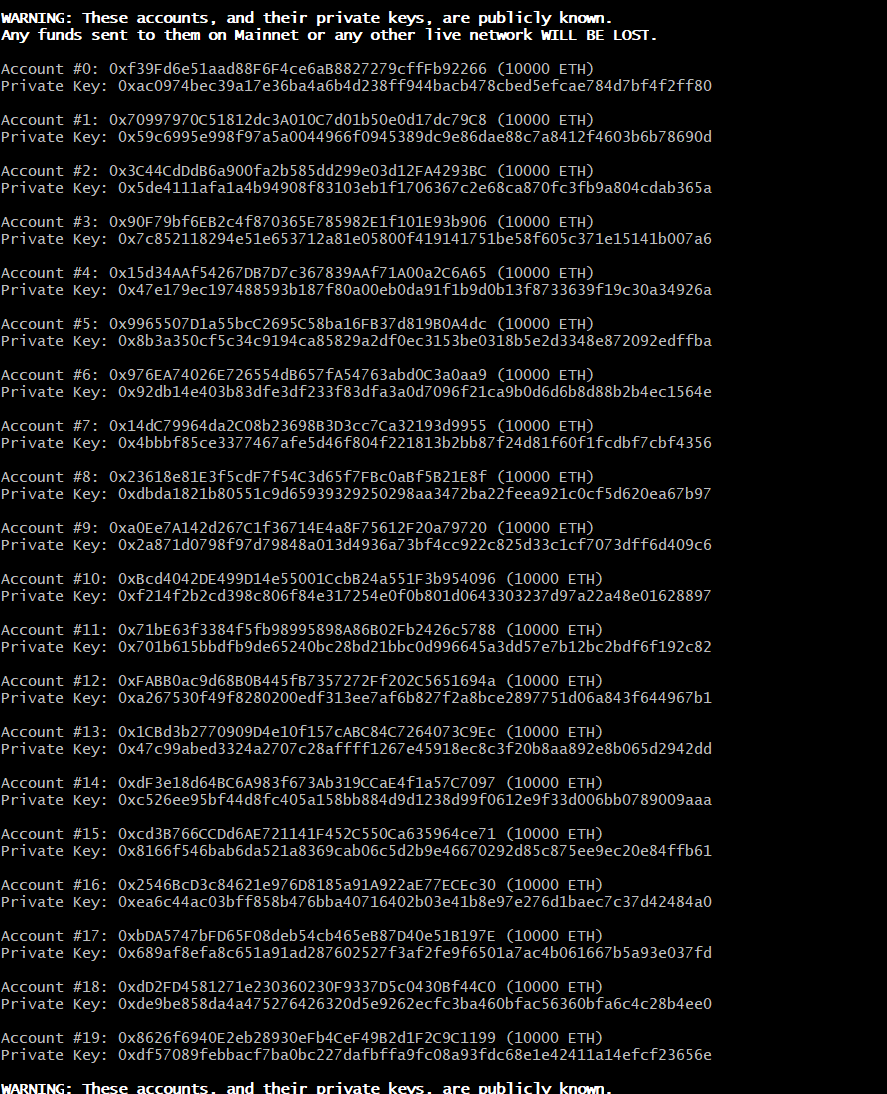 WARNING: These accounts, and their private keys, are publicly known.
Any funds sent to them on Mainnet or any other live network WILL BE LOST.
Account #0: 0xf39Fd6e51aad88F6F4ce6aB8827279cffFb92266 (10000 ETH)
Private Key: 0xac0974bec39a17e36ba4a6b4d238ff944bacb478cbed5efcae784d7bf4f2ff80
Account #1: 0x70997970C51812dc3A010C7d01b50e0d17dc79C8 (10000 ETH)
Private Key: 0x59c6995e998f97a5a0044966f0945389dc9e86dae88c7a8412f4603b6b78690d
Account #2: 0x3C44CdDdB6a900fa2b585dd299e03d12FA4293BC (10000 ETH)
Private Key: 0x5de4111afa1a4b94908f83103eb1f1706367c2e68ca870fc3fb9a804cdab365a
Account #3: 0x90F79bf6EB2c4f870365E785982E1f101E93b906 (10000 ETH)
Private Key: 0x7c852118294e51e653712a81e05800f419141751be58f605c371e15141b007a6
Account #4: 0x15d34AAf54267DB7D7c367839AAf71A00a2C6A65 (10000 ETH)
Private Key: 0x47e179ec197488593b187f80a00eb0da91f1b9d0b13f8733639f19c30a34926a
Account #5: 0x9965507D1a55bcC2695C58ba16FB37d819B0A4dc (10000 ETH)
Private Key: 0x8b3a350cf5c34c9194ca85829a2df0ec3153be0318b5e2d3348e872092edffba
Account #6: 0x976EA74026E726554dB657fA54763abd0C3a0aa9 (10000 ETH)
Private Key: 0x92db14e403b83dfe3df233f83dfa3a0d7096f21ca9b0d6d6b8d88b2b4ec1564e
Account #7: 0x14dC79964da2C08b23698B3D3cc7Ca32193d9955 (10000 ETH)
Private Key: 0x4bbbf85ce3377467afe5d46f804f221813b2bb87f24d81f60f1fcdbf7cbf4356
Account #8: 0x23618e81E3f5cdF7f54C3d65f7FBc0aBf5B21E8f (10000 ETH)
Private Key: 0xdbda1821b80551c9d65939329250298aa3472ba22feea921c0cf5d620ea67b97
Account #9: 0xa0Ee7A142d267C1f36714E4a8F75612F20a79720 (10000 ETH)
Private Key: 0x2a871d0798f97d79848a013d4936a73bf4cc922c825d33c1cf7073dff6d409c6
Account #10: 0xBcd4042DE499D14e55001CcbB24a551F3b954096 (10000 ETH)
Private Key: 0xf214f2b2cd398c806f84e317254e0f0b801d0643303237d97a22a48e01628897
Account #11: 0x71bE63f3384f5fb98995898A86B02Fb2426c5788 (10000 ETH)
Private Key: 0x701b615bbdfb9de65240bc28bd21bbc0d996645a3dd57e7b12bc2bdf6f192c82
Account #12: 0xFABB0ac9d68B0B445fB7357272Ff202C5651694a (10000 ETH)
Private Key: 0xa267530f49f8280200edf313ee7af6b827f2a8bce2897751d06a843f644967b1
Account #13: 0x1CBd3b2770909D4e10f157cABC84C7264073C9Ec (10000 ETH)
Private Key: 0x47c99abed3324a2707c28affff1267e45918ec8c3f20b8aa892e8b065d2942dd
Account #14: 0xdF3e18d64BC6A983f673Ab319CCaE4f1a57C7097 (10000 ETH)
Private Key: 0xc526ee95bf44d8fc405a158bb884d9d1238d99f0612e9f33d006bb0789009aaa
Account #15: 0xcd3B766CCDd6AE721141F452C550Ca635964ce71 (10000 ETH)
Private Key: 0x8166f546bab6da521a8369cab06c5d2b9e46670292d85c875ee9ec20e84ffb61
Account #16: 0x2546BcD3c84621e976D8185a91A922aE77ECEc30 (10000 ETH)
Private Key: 0xea6c44ac03bff858b476bba40716402b03e41b8e97e276d1baec7c37d42484a0
Account #17: 0xbDA5747bFD65F08deb54cb465eB87D40e51B197E (10000 ETH)
Private Key: 0x689af8efa8c651a91ad287602527f3af2fe9f6501a7ac4b061667b5a93e037fd
Account #18: 0xdD2FD4581271e230360230F9337D5c0430Bf44C0 (10000 ETH)
Private Key: 0xde9be858da4a475276426320d5e9262ecfc3ba460bfac56360bfa6c4c28b4ee0
Account #19: 0x8626f6940E2eb28930eFb4CeF49B2d1F2C9C1199 (10000 ETH)
Private Key: 0xdf57089febbacf7ba0bc227dafbffa9fc08a93fdc68e1e42411a14efcf23656e
WARNING: These accounts, and their private keys, are publicly known.